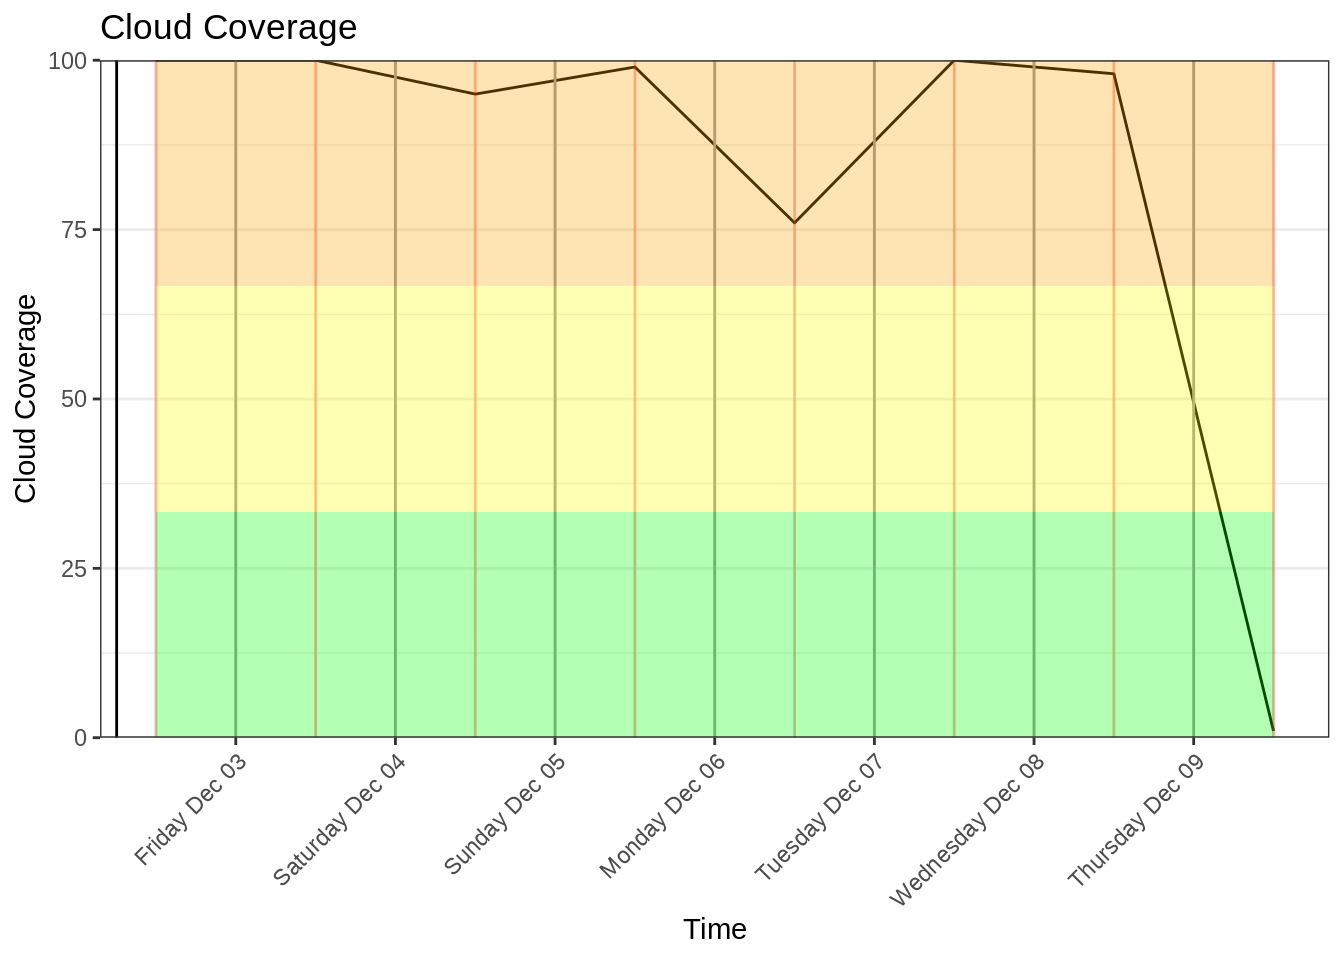 Cloud Coverage
Cloud Coverage
100
75
50
25
0
Friday Dec 03
Saturday Dec 04
Sunday Dec 05
Monday Dec 06
Tuesday Dec 07
Wednesday Dec 08
Thursday Dec 09
Time